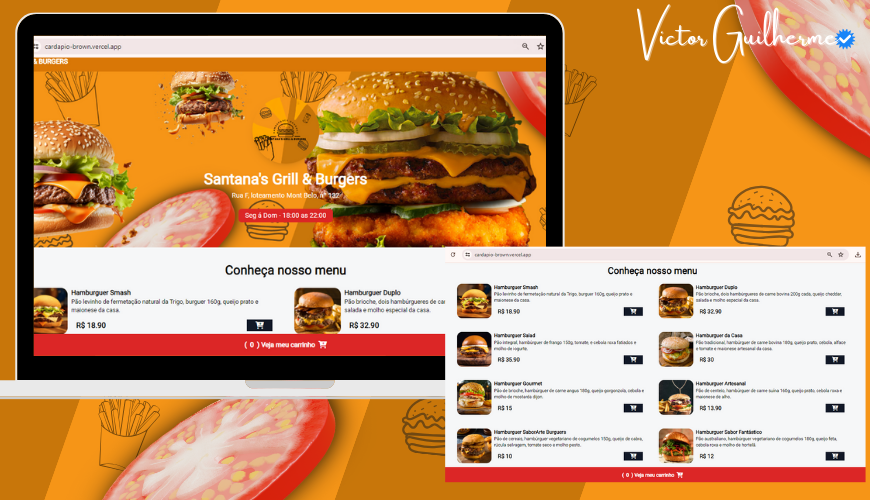 Victor Guilherme
cardapio-brown.vercel.app
& BURGERS
Santana's Grill & Burgers
Rua F, loteamento Mont Belo, n° 132
Seg á Dom - 18:00 as 22:00
Conheça nosso menu
Hamburguer Smash
Pão levinho de fermetação natural da Trigo, burguer 160g, queijo prato e
maionese da casa.
R$ 18.90
Hamburguer Duplo
Pão brioche, dois hambúrgueres de car
salada e molho especial da casa.
R$ 32.90
( 0 ) Veja meu carrinho
cardapio-brown.vercel.app
Conheça nosso menu
Hamburguer Smash
Pão levinho de fermetação natural da Trigo, burguer 160g, queijo prato e
maionese da casa.
R$ 18.90
Hamburguer Duplo
Pão brioche, dois hambúrgueres de carne bovina 200g cada, queijo cheddar,
salada e molho especial da casa.
R$ 32.90
Hamburguer Salad
Pão integral, hambúrguer de frango 150g, tomate, e cebola roxa fatiados e
molho de iogurte.
R$ 35.90
Hamburguer da Casa
Pão tradicional, hambúrguer de carne bovina 180g, queijo prato, cebola, alface
e tomate e maionese artesanal da casa.
R$ 30
Hamburguer Gourmet
Pão de brioche, hambúrguer de carne angus 180g, queijo gorgonzola, cebola e
molho de mostarda dijon.
R$ 15
Hamburguer Artesanal
Pão de centeio, hambúrguer de carne suína 160g, queijo prato, cebola roxa e
maionese de alho.
R$ 13.90
Hamburguer SaborArte Burguers
Pão de cereais, hambúrguer vegetariano de cogumelos 150g, queijo de cabra,
rúcula selvagem, tomate seco e molho pesto.
R$ 10
Hamburguer Sabor Fantástico
Pão australiano, hambúrguer vegetariano de cogumelos 180g, queijo feta,
cebola roxa e molho de hortelã.
R$ 12
( 0 ) Veja meu carrinho